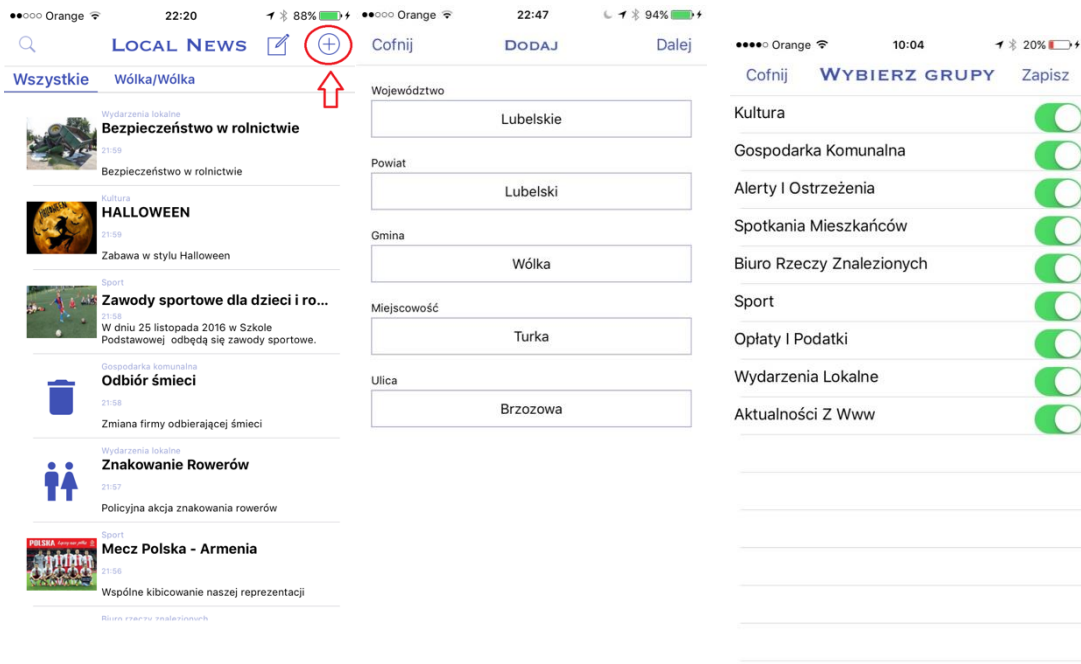 Orange 22:20 88%
LOCAL NEWS
Wszystkie Wólka/Wólka
Wydarzenia lokalne
Bezpieczeństwo w rolnictwie
21:59
Bezpieczeństwo w rolnictwie
Kultura
HALLOWEEN
21:59
Zabawa w stylu Halloween
Sport
Zawody sportowe dla dzieci i ro...
21:58
W dniu 25 listopada 2016 w Szkole
Podstawowej odbędą się zawody sportowe.
Gospodarka komunalna
Odbiór śmieci
21:58
Zmiana firmy odbierającej śmieci
Wydarzenia lokalne
Znakowanie Rowerów
21:57
Policyjna akcja znakowania rowerów
Sport
POLSKA
Mecz Polska - Armenia
21:56
Wspólne kibicowanie naszej reprezentacji
Biuro rzeczy znalezionych
Orange 22:47 94%
Cofnij DODAJ Dalej
Województwo
Lubelskie
Powiat
Lubelski
Gmina
Wólka
Miejscowość
Turka
Ulica
Brzozowa
Orange 10:04 20%
Cofnij WYBIERZ GRUPY Zapisz
Kultura
Gospodarka Komunalna
Alerty I Ostrzeżenia
Spotkania Mieszkańców
Biuro Rzeczy Znalezionych
Sport
Opłaty I Podatki
Wydarzenia Lokalne
Aktualności Z Www